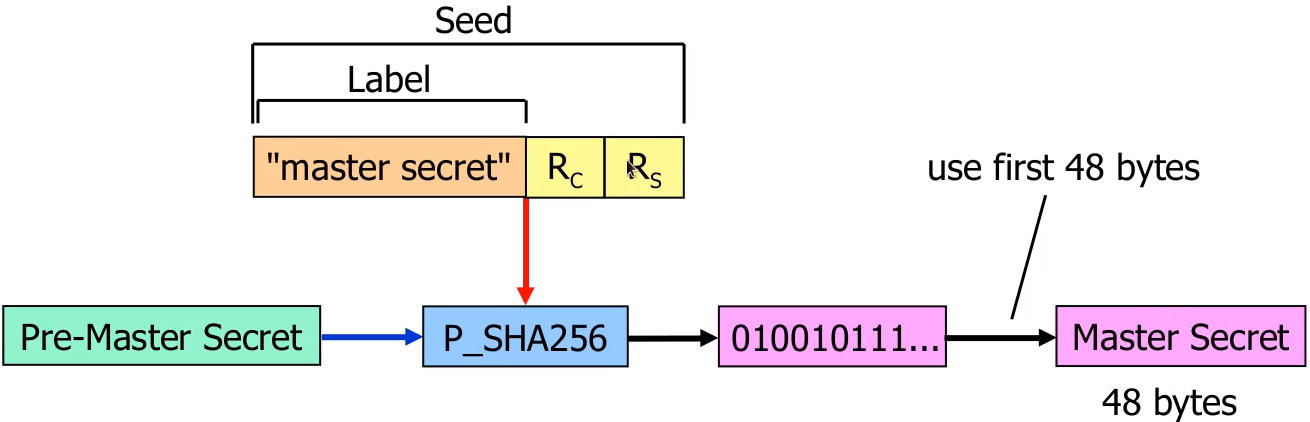 Seed
Label
"master secret" RC RS
use first 48 bytes
Pre-Master Secret P_SHA256 010010111... Master Secret
48 bytes